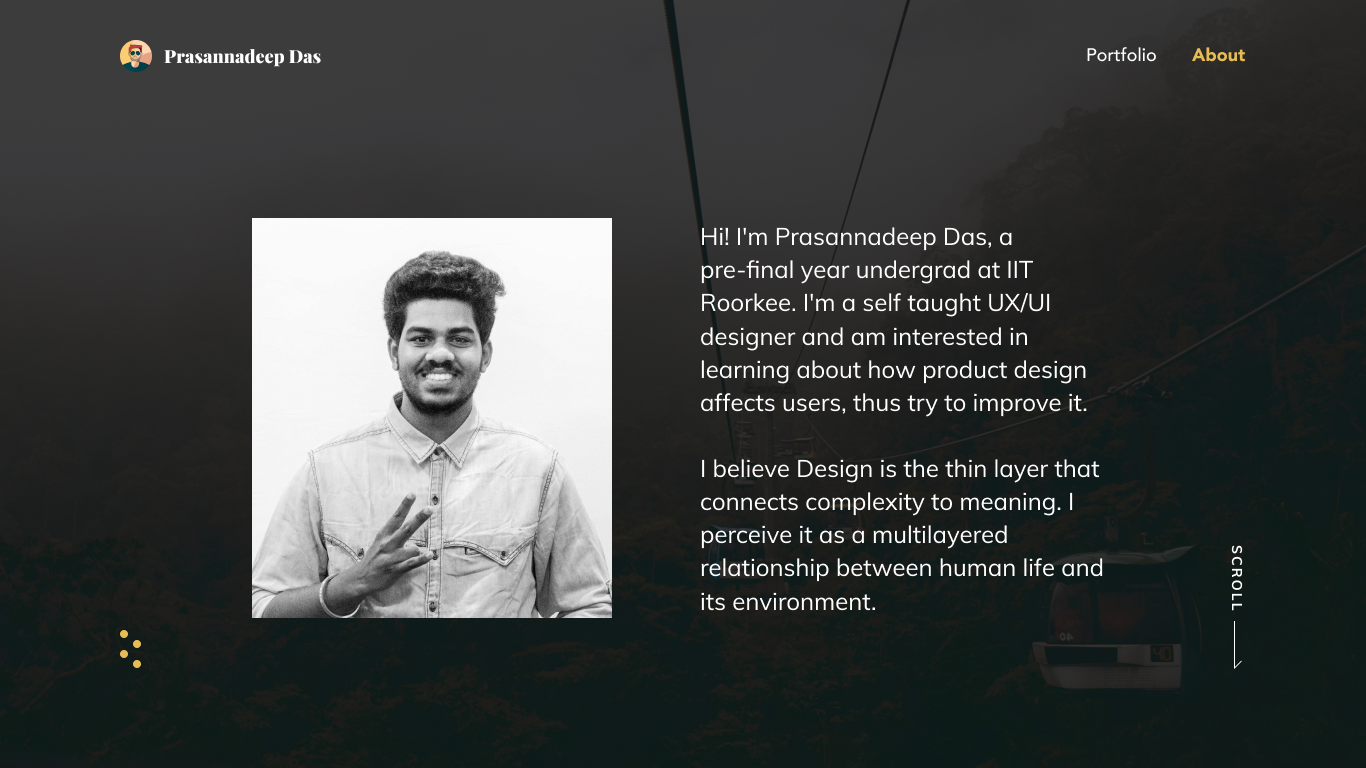 Prasannadeep Das
Portfolio
About
Hi! I'm Prasannadeep Das, a
pre-final year undergrad at IIT
Roorkee. I'm a self taught UX/UI
designer and am interested in
learning about how product design
affects users, thus try to improve it.
I believe Design is the thin layer that
connects complexity to meaning. I
perceive it as a multilayered
relationship between human life and
its environment.
SCROLL
40